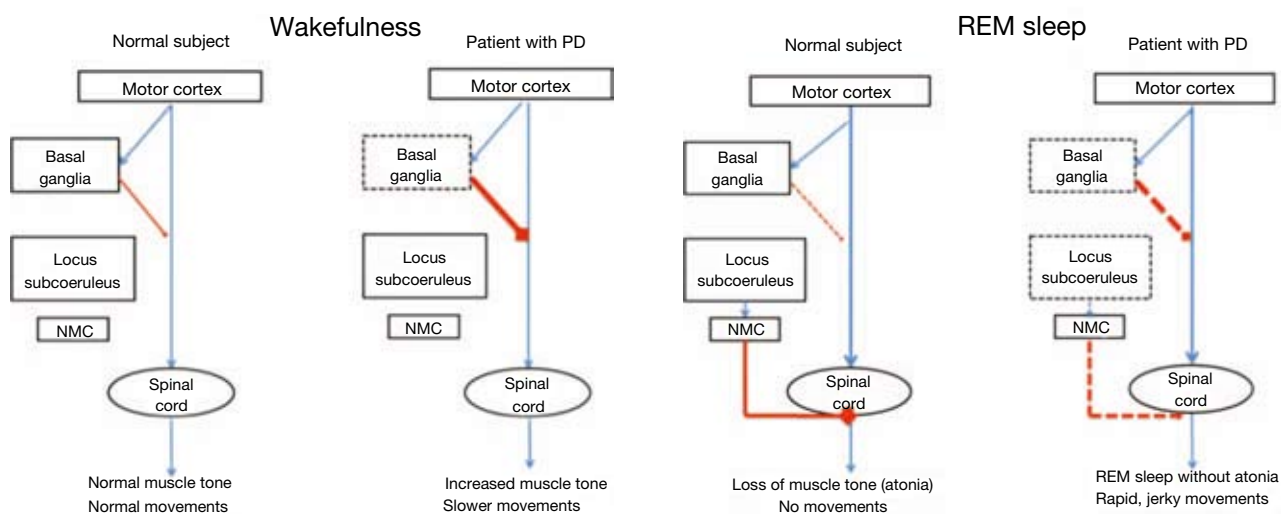 Wakefulness
Normal subject
Motor cortex
Basal
ganglia
Locus
subcoeruleus
NMC
Spinal
cord
Normal muscle tone
Normal movements
Patient with PD
Motor cortex
Basal
ganglia
Locus
subcoeruleus
NMC
Spinal
cord
Increased muscle tone
Slower movements
REM sleep
Normal subject
Motor cortex
Basal
ganglia
Locus
subcoeruleus
NMC
Spinal
cord
Loss of muscle tone (atonia)
No movements
Patient with PD
Motor cortex
Basal
ganglia
Locus
subcoeruleus
NMC
Spinal
cord
REM sleep without atonia
Rapid, jerky movements